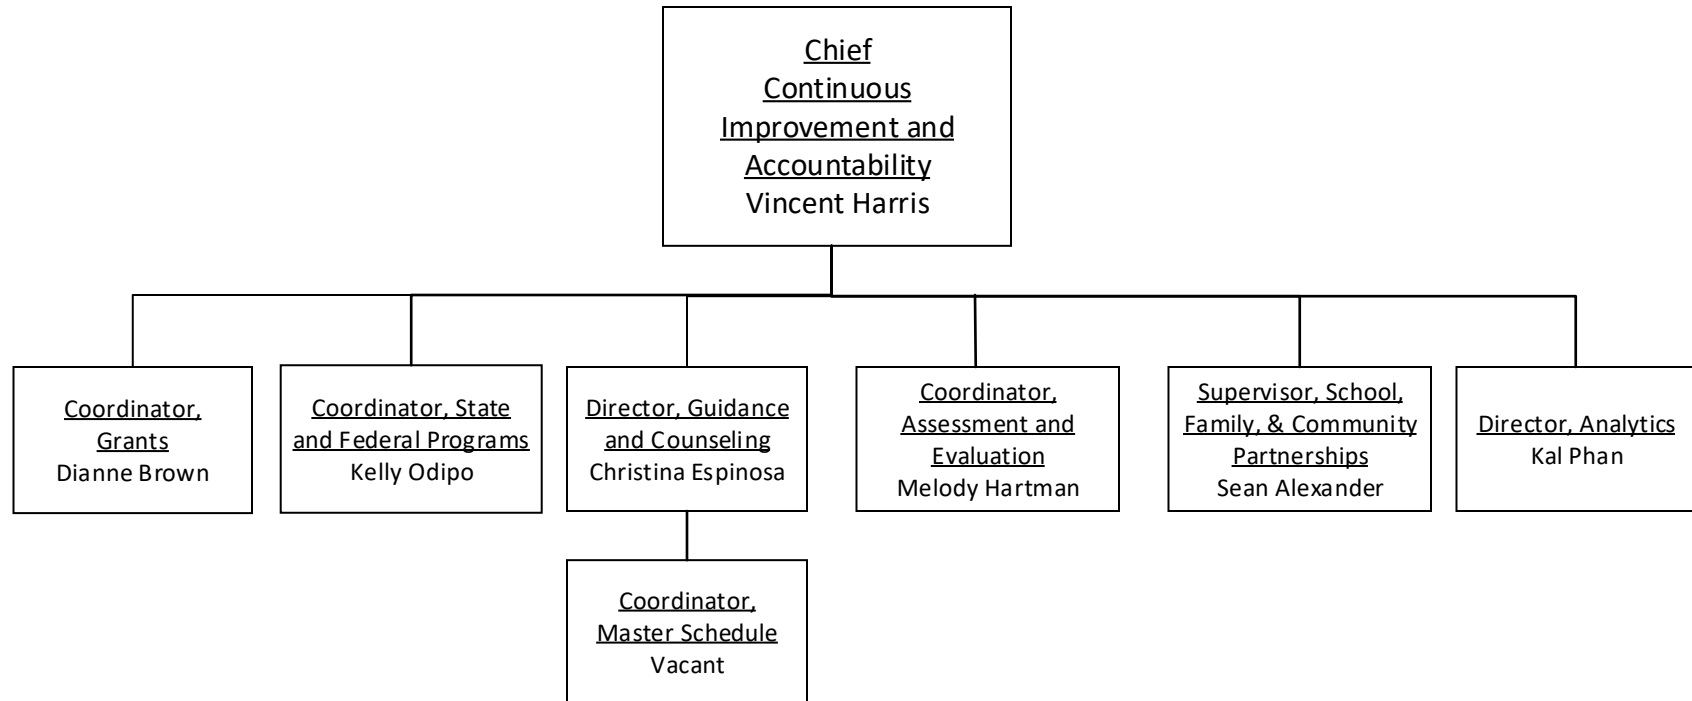 Chief
Continuous
Improvement and
Accountability
Vincent Harris
Coordinator,
Grants
Dianne Brown
Coordinator, State
and Federal Programs
Kelly Odipo
Director, Guidance
and Counseling
Christina Espinosa
Coordinator,
Assessment and
Evaluation
Melody Hartman
Supervisor, School,
Family, & Community
Partnerships
Sean Alexander
Director, Analytics
Kal Phan
Coordinator,
Master Schedule
Vacant